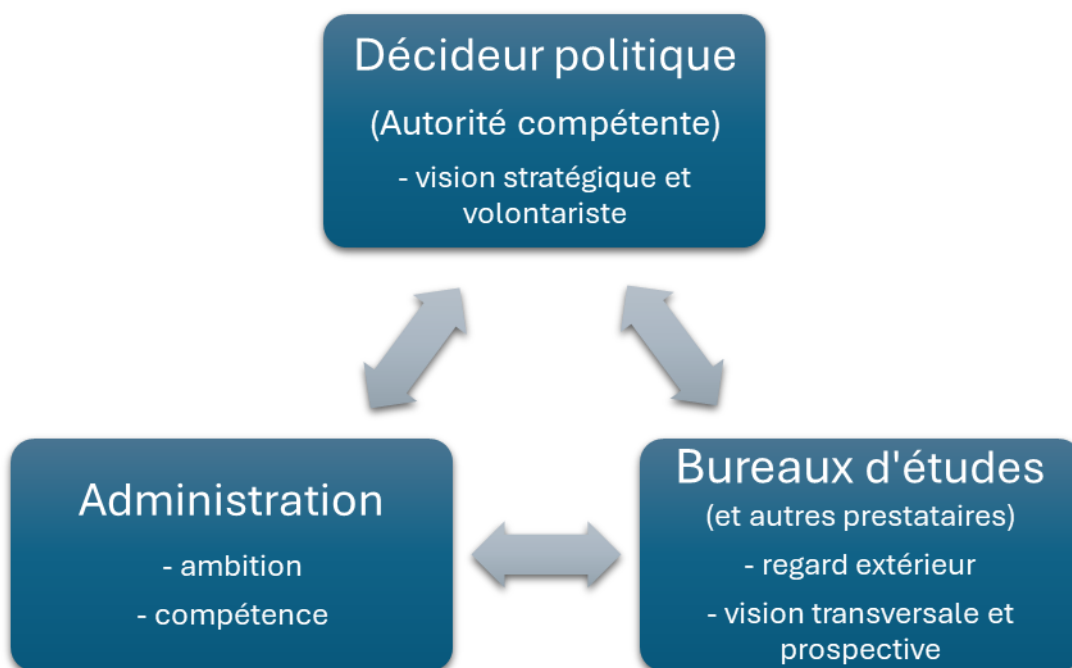 Décideur politique
(Autorité compétente)
- vision stratégique et
volontariste
Administration
- ambition
- compétence
Bureaux d'études
(et autres prestataires)
- regard extérieur
- vision transversale et
prospective